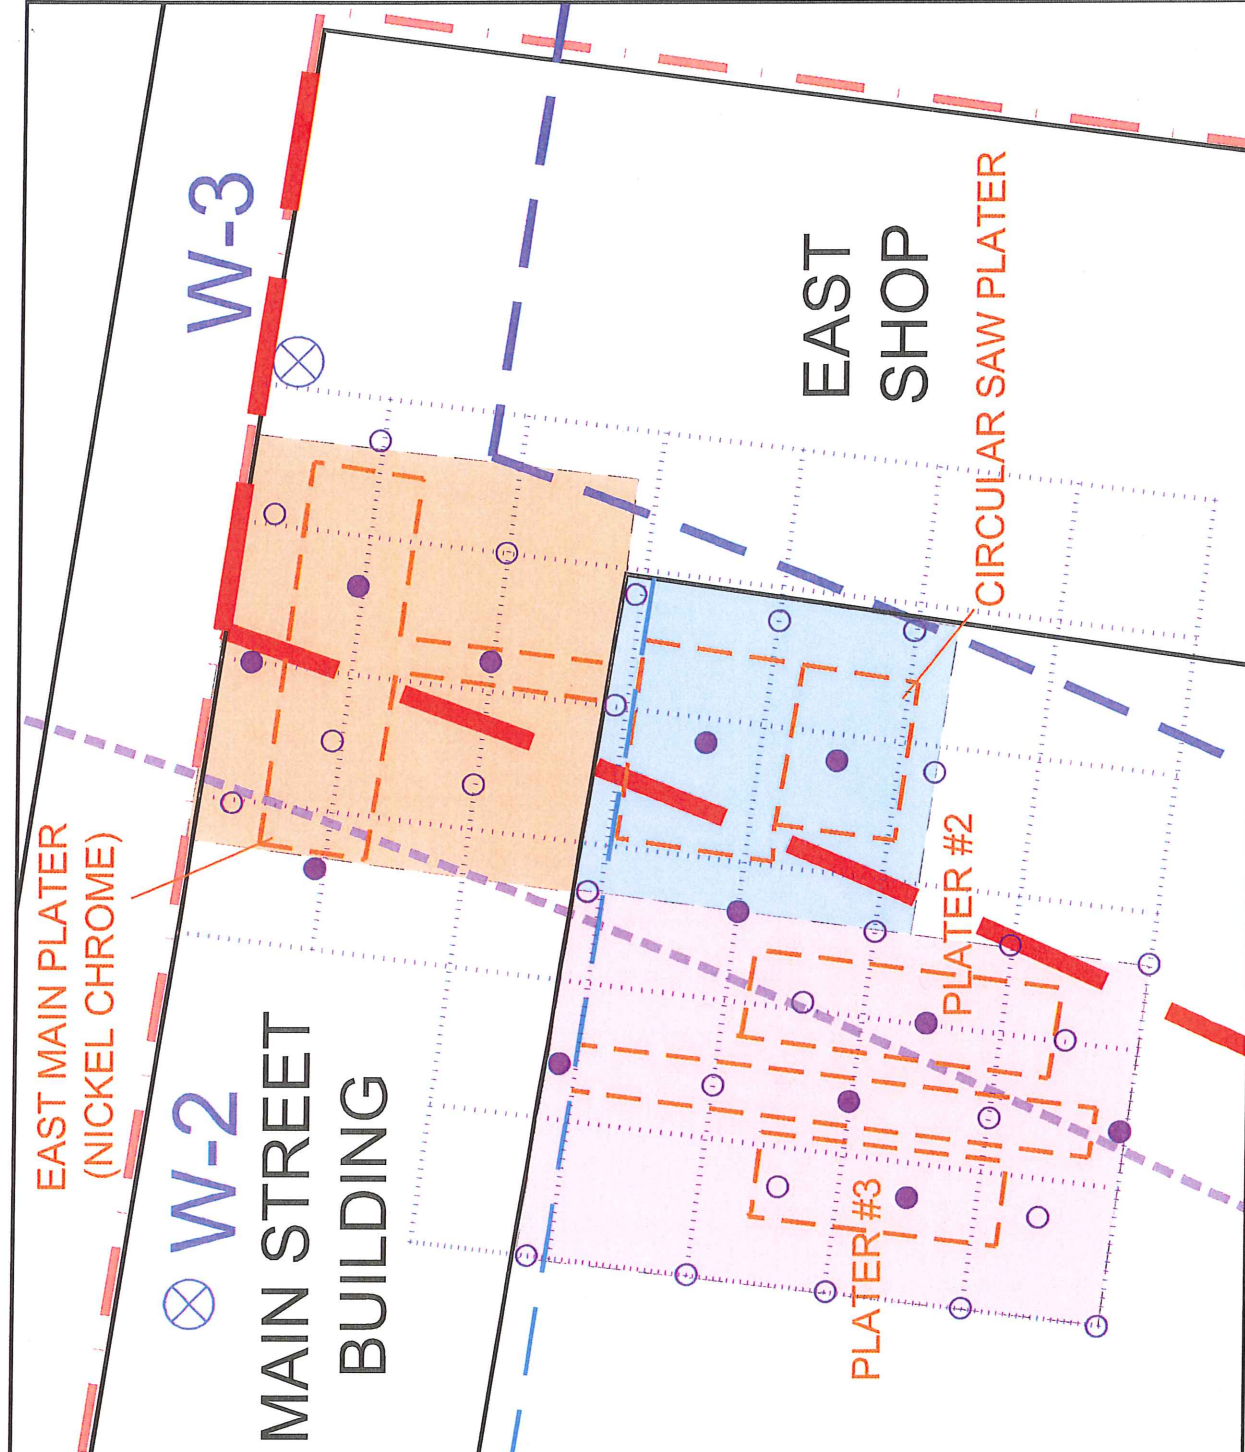 EAST MAIN PLATER
(NICKEL CHROME)
W-2
W-3
MAIN STREET
BUILDING
EAST
SHOP
CIRCULAR SAW PLATER
PLATER #2
PLATER #3